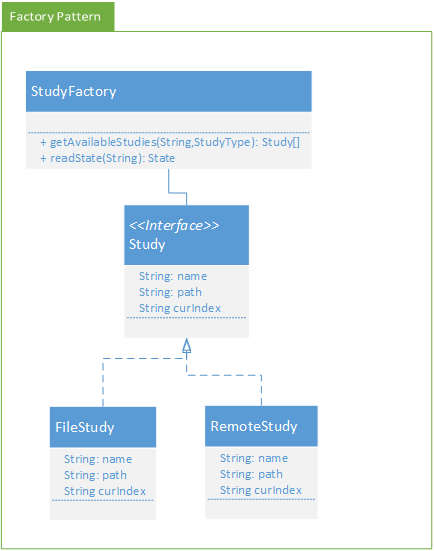 Factory Pattern
StudyFactory
+ getAvailableStudies(String,StudyType): Study[]
+ readState(String): State
<<Interface>>
Study
String: name
String: path
String curIndex
FileStudy
String: name
String: path
String curIndex
RemoteStudy
String: name
String: path
String curIndex